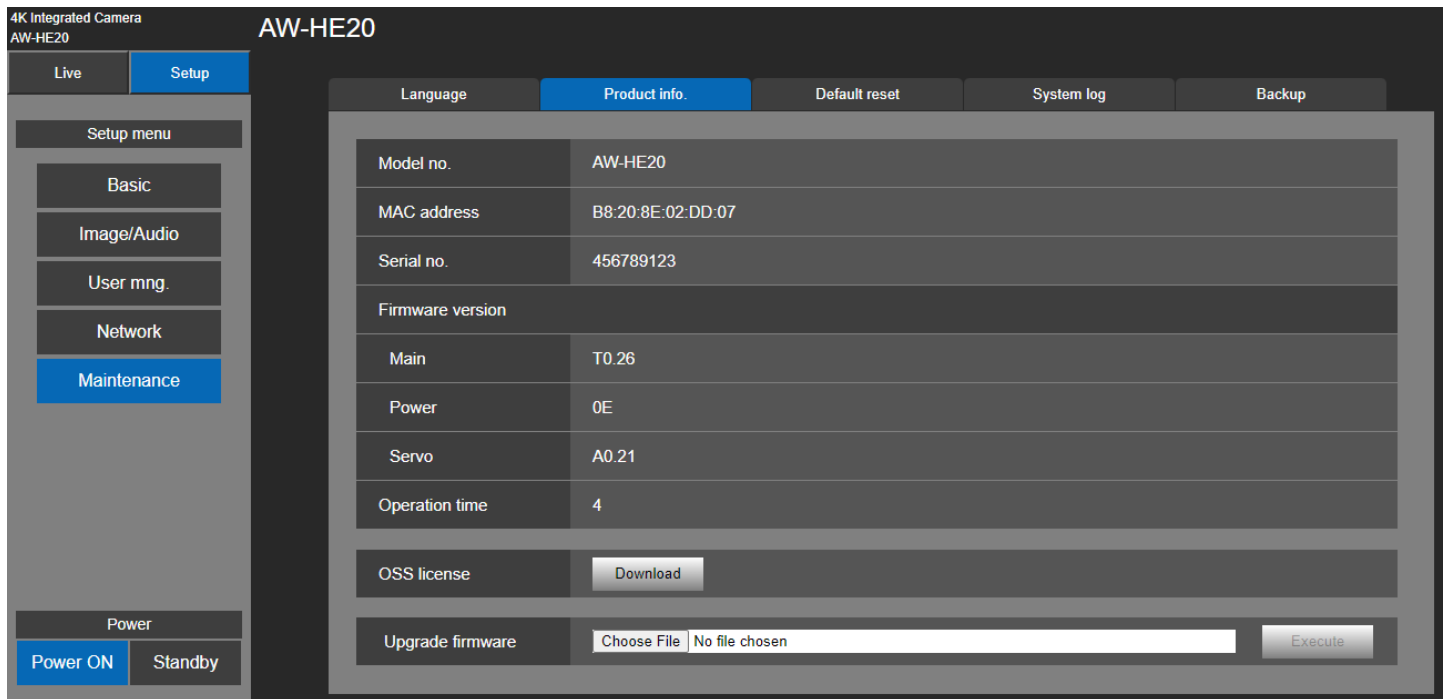 4K Integrated Camera
AW-HE20
AW-HE20
Live Setup
Setup menu
Basic
Image/Audio
User mng.
Network
Maintenance
Power
Power ON Standby
Language Product info. Default reset System log Backup
Model no. AW-HE20
MAC address B8:20:8E:02:DD:07
Serial no. 456789123
Firmware version
Main T0.26
Power 0E
Servo A0.21
Operation time 4
OSS license Download
Upgrade firmware Choose File No file chosen Execute